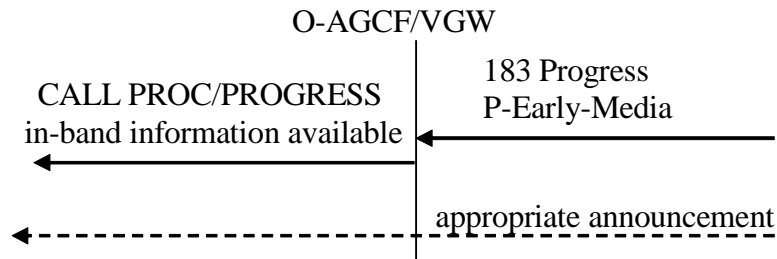 O-AGCF/VGW
183 Progress
P-Early-Media
CALL PROC/PROGRESS
in-band information available
appropriate announcement